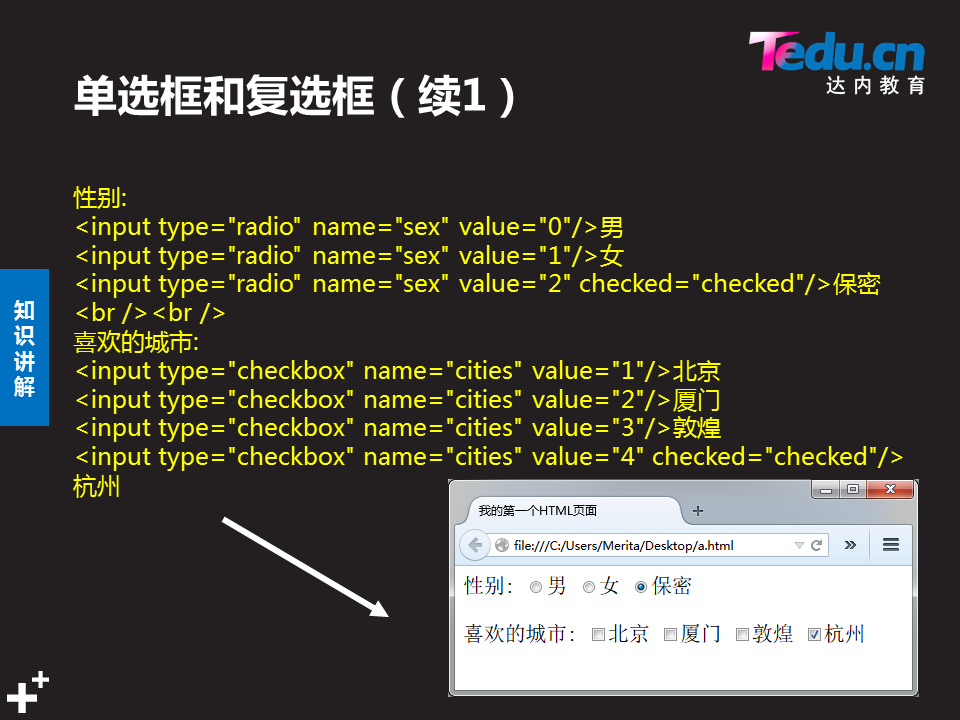 Tedu.cn
达内教育
单选框和复选框（续1）
知识讲解
性别:
<input type="radio" name="sex" value="0"/>男
<input type="radio" name="sex" value="1"/>女
<input type="radio" name="sex" value="2" checked="checked"/>保密
<br /><br />
喜欢的城市:
<input type="checkbox" name="cities" value="1"/>北京
<input type="checkbox" name="cities" value="2"/>厦门
<input type="checkbox" name="cities" value="3"/>敦煌
<input type="checkbox" name="cities" value="4" checked="checked"/>
杭州
我的第一个HTML页面
file:///C:/Users/Merita/Desktop/a.html
性别： 男 女 保密
喜欢的城市： 北京 厦门 敦煌 杭州